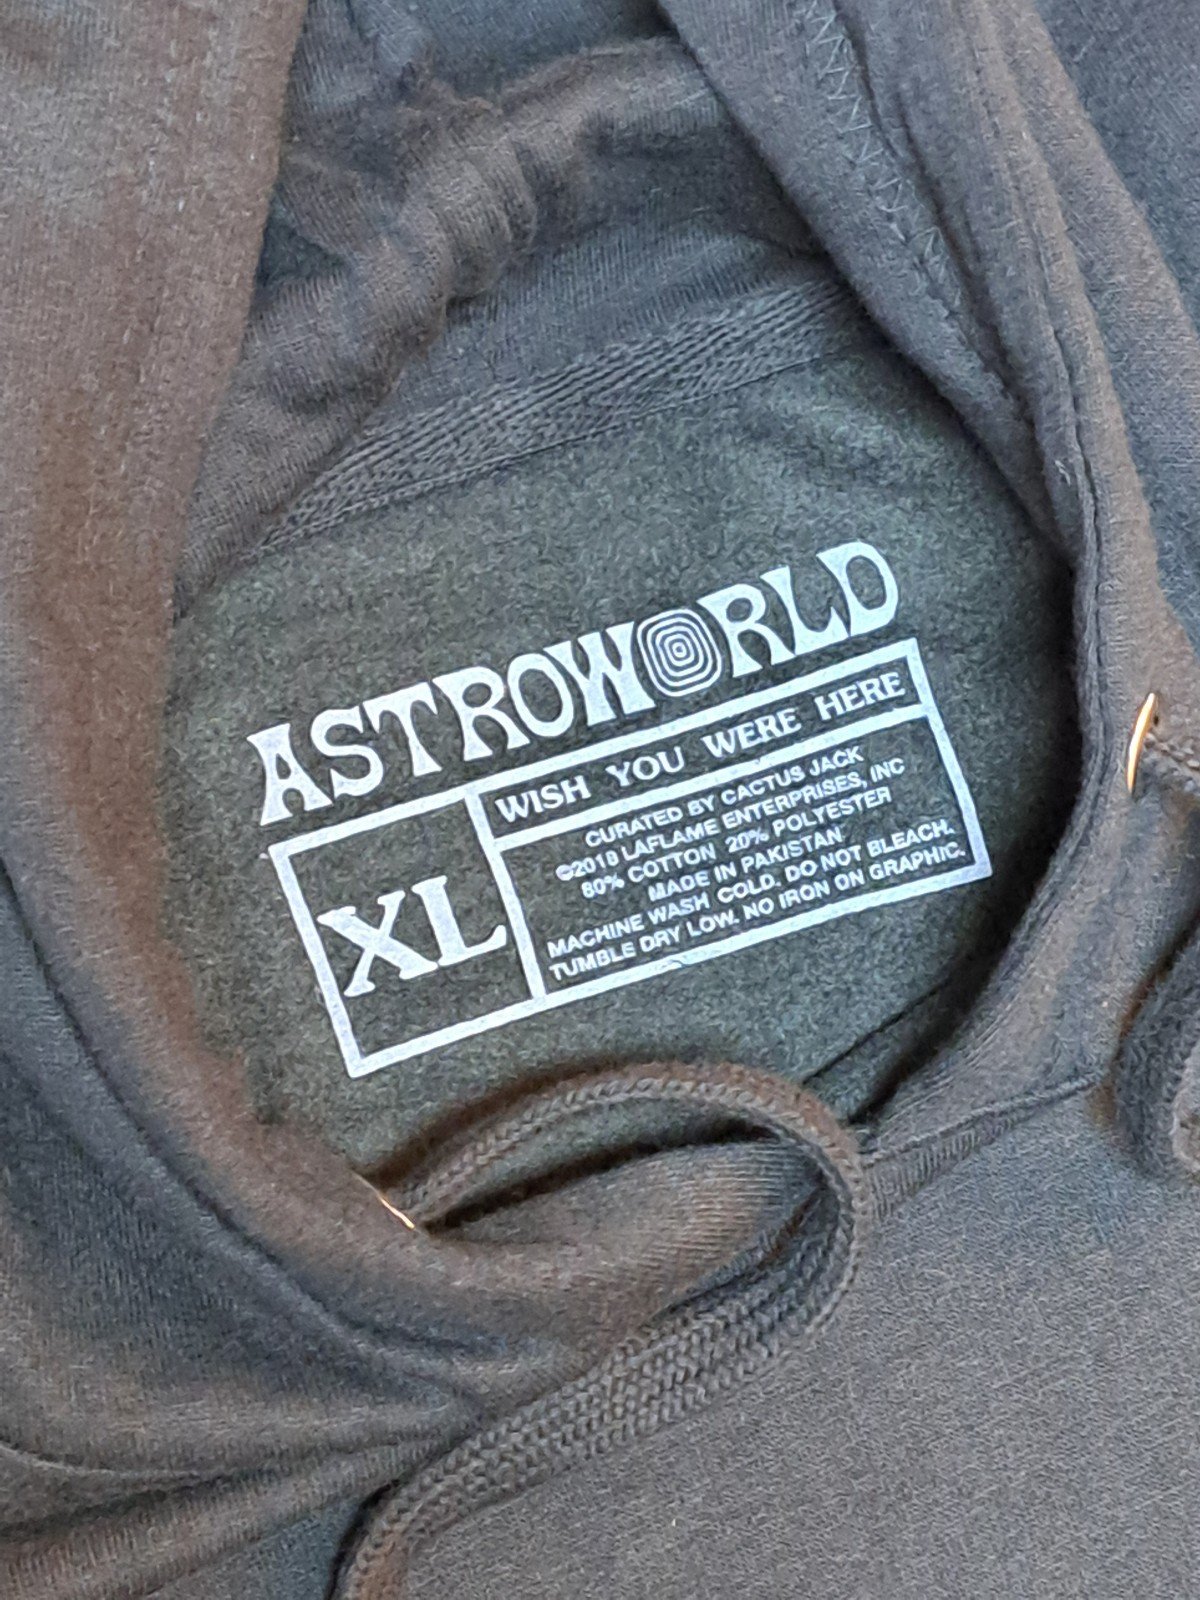 ASTROWORLD
WISH YOU WERE HERE
XL
CURATED BY CACTUS JACK
©2018 LAFLAME ENTERPRISES, INC
80% COTTON 20% POLYESTER
MADE IN PAKISTAN
MACHINE WASH COLD. DO NOT BLEACH.
TUMBLE DRY LOW. NO IRON ON GRAPHIC.